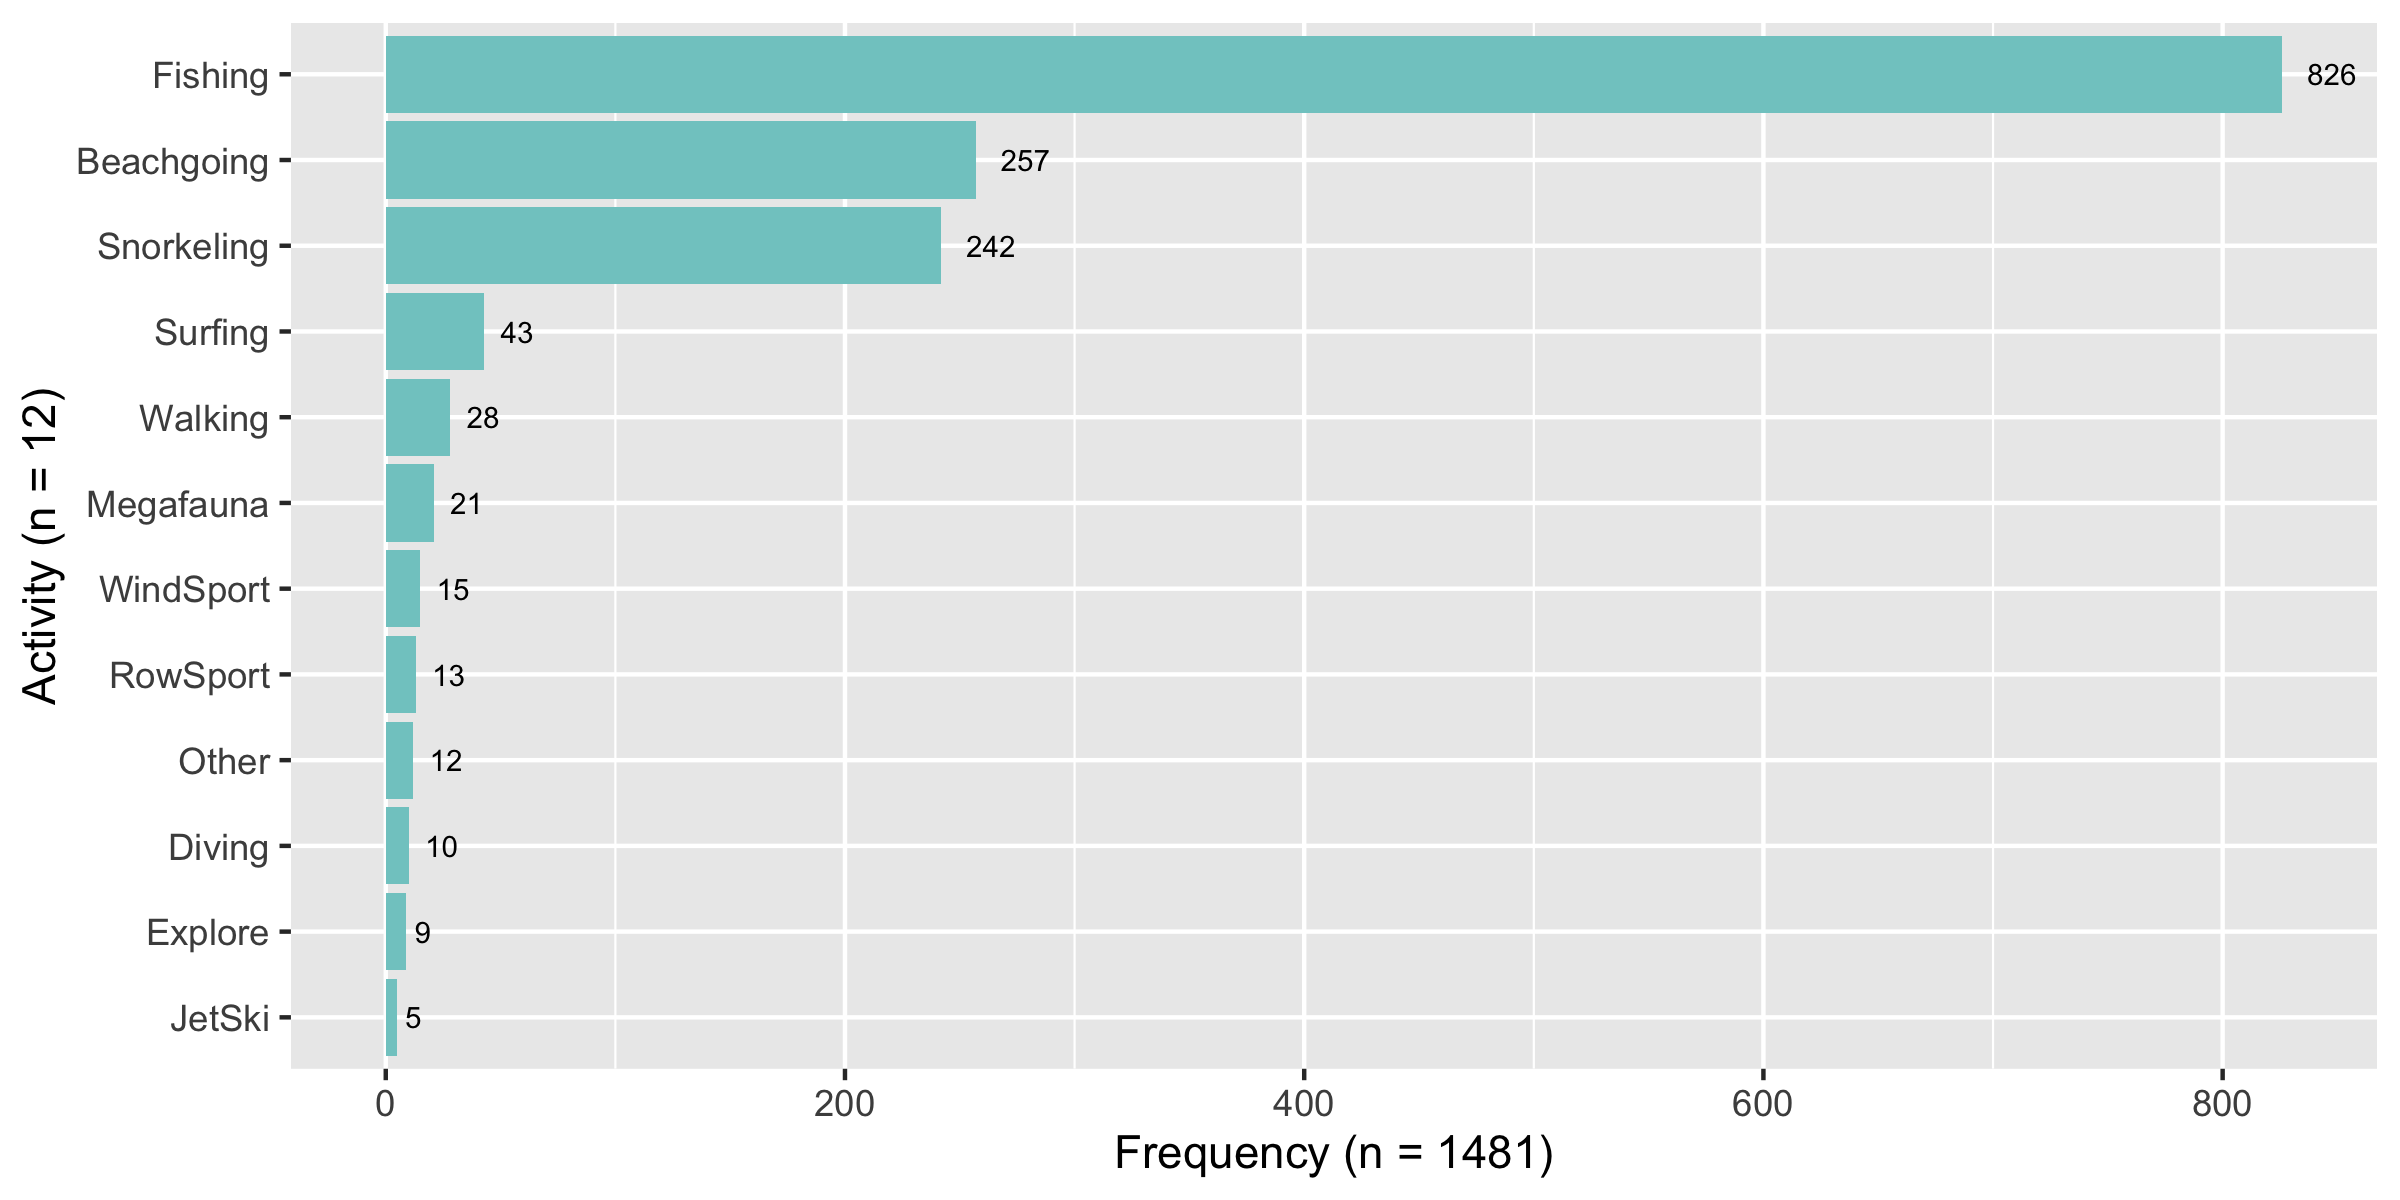 Fishing 826
Beachgoing 257
Snorkeling 242
Surfing 43
Walking 28
Megafauna 21
WindSport 15
RowSport 13
Other 12
Diving 10
Explore 9
JetSki 5
Activity (n = 12)
0 200 400 600 800
Frequency (n = 1481)